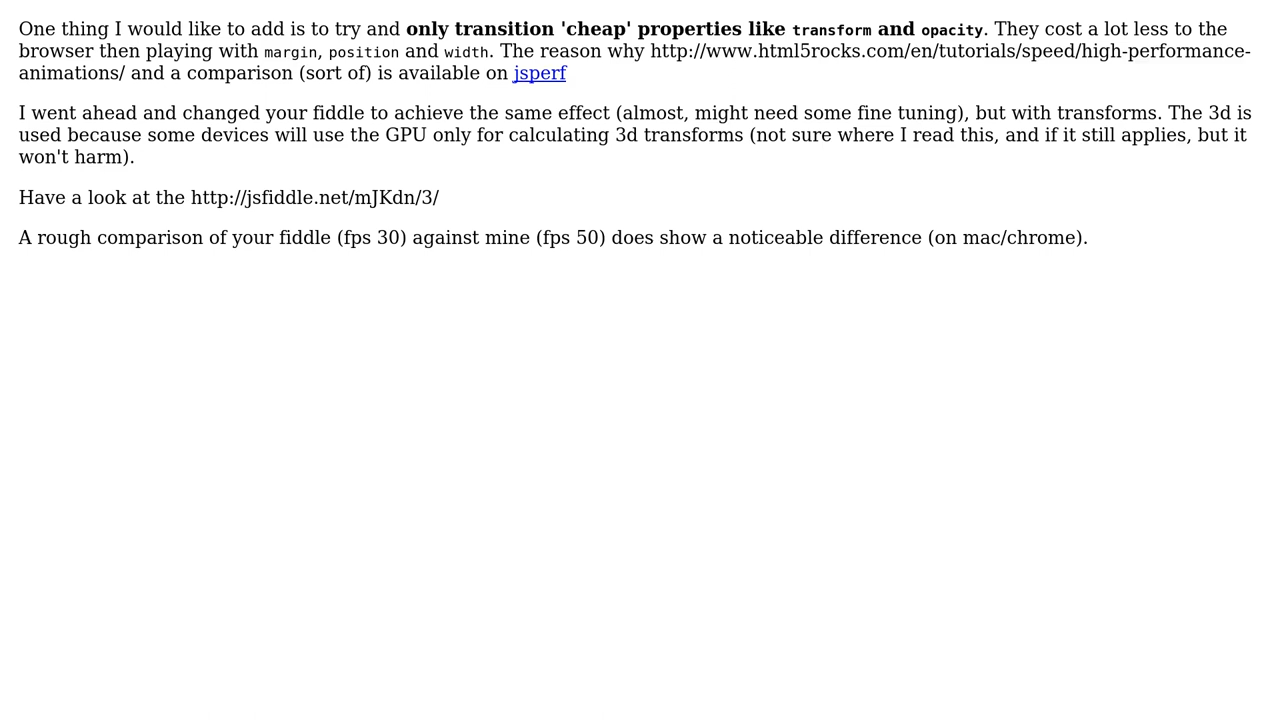 One thing I would like to add is to try and only transition 'cheap' properties like transform and opacity. They cost a lot less to the
browser then playing with margin, position and width. The reason why http://www.html5rocks.com/en/tutorials/speed/high-performance-
animations/ and a comparison (sort of) is available on jsperf
I went ahead and changed your fiddle to achieve the same effect (almost, might need some fine tuning), but with transforms. The 3d is
used because some devices will use the GPU only for calculating 3d transforms (not sure where I read this, and if it still applies, but it
won't harm).
Have a look at the http://jsfiddle.net/mJKdn/3/
A rough comparison of your fiddle (fps 30) against mine (fps 50) does show a noticeable difference (on mac/chrome).